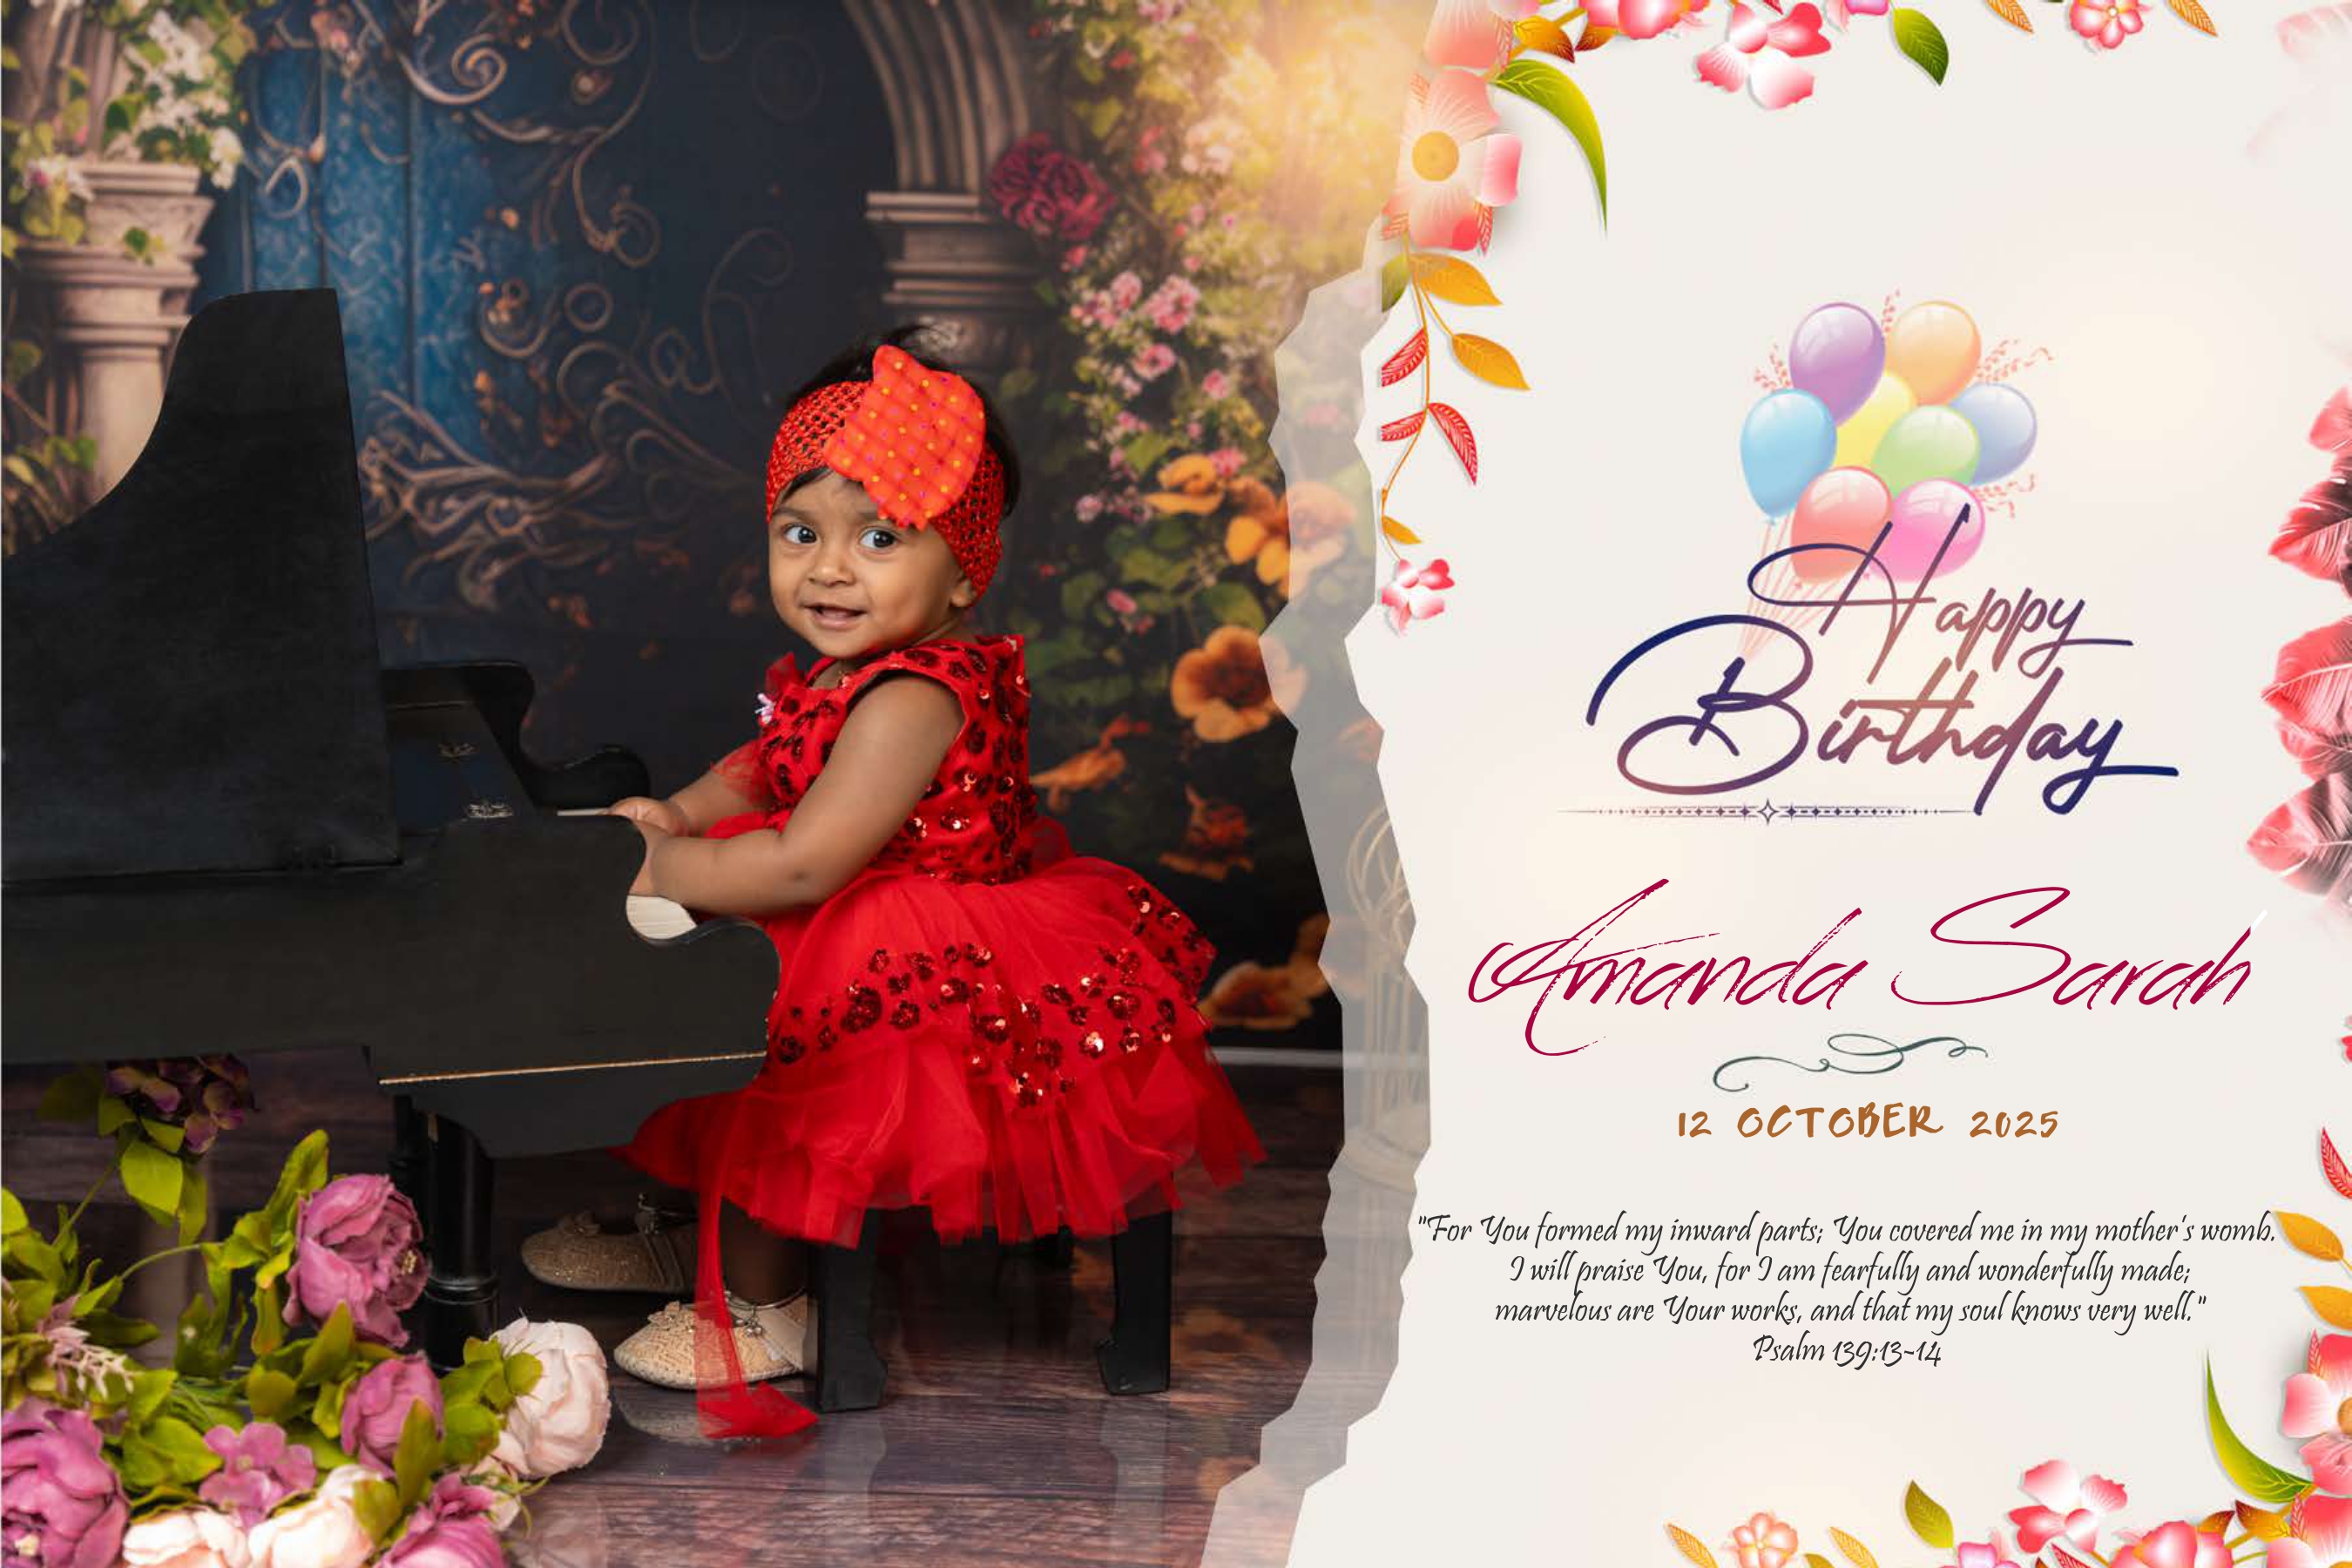 Happy
Birthday
Amanda Sarah
12 OCTOBER 2025
"For You formed my inward parts; You covered me in my mother's womb.
I will praise You, for I am fearfully and wonderfully made;
marvelous are Your works, and that my soul knows very well."
Psalm 139:13-14